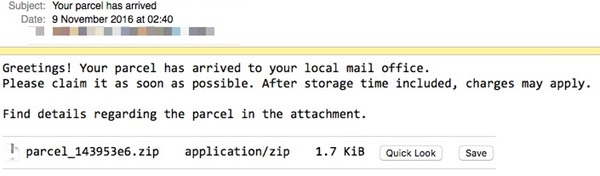 Subject: Your parcel has arrived
Date: 9 November 2016 at 02:40
Greetings! Your parcel has arrived to your local mail office.
Please claim it as soon as possible. After storage time included, charges may apply.
Find details regarding the parcel in the attachment.
parcel_143953e6.zip application/zip 1.7 KiB Quick Look Save